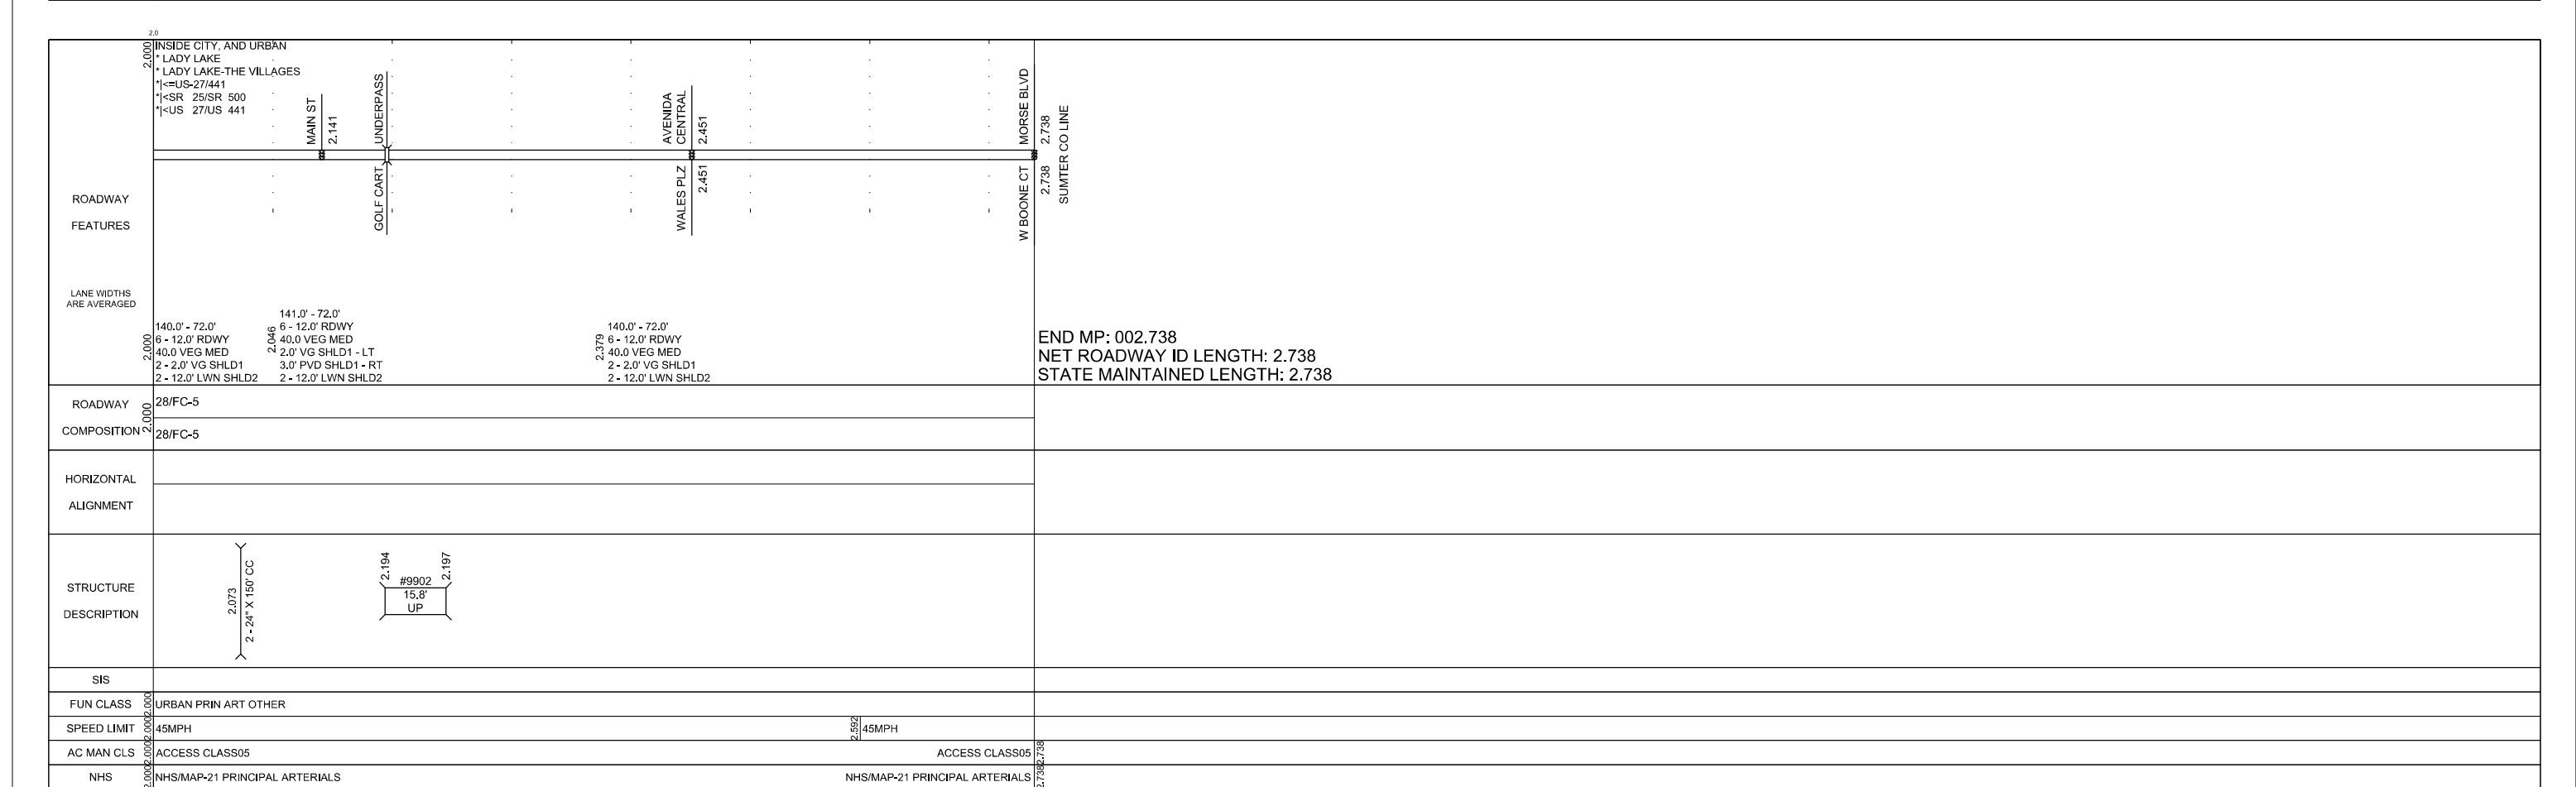 2.0
2.000
INSIDE CITY, AND URBAN
* LADY LAKE
* LADY LAKE-THE VILLAGES
*|<=US-27/441
*|<SR 25/SR 500
*|<US 27/US 441
MAIN ST
2.141
UNDERPASS
GOLF CART
AVENIDA
CENTRAL
2.451
WALES PLZ
2.451
MORSE BLVD
2.738
W BOONE CT
2.738
SUMTER CO LINE
ROADWAY
FEATURES
LANE WIDTHS
ARE AVERAGED
2.000
140.0' - 72.0'
6 - 12.0' RDWY
40.0 VEG MED
2 - 2.0' VG SHLD1
2 - 12.0' LWN SHLD2
2.046
141.0' - 72.0'
6 - 12.0' RDWY
40.0 VEG MED
2.0' VG SHLD1 - LT
3.0' PVD SHLD1 - RT
2 - 12.0' LWN SHLD2
2.379
140.0' - 72.0'
6 - 12.0' RDWY
40.0 VEG MED
2 - 2.0' VG SHLD1
2 - 12.0' LWN SHLD2
END MP: 002.738
NET ROADWAY ID LENGTH: 2.738
STATE MAINTAINED LENGTH: 2.738
ROADWAY
COMPOSITION
2.000
28/FC-5
28/FC-5
HORIZONTAL
ALIGNMENT
STRUCTURE
DESCRIPTION
2.073
2 - 24" X 150' CC
2.194
2.197
#9902
15.8'
UP
SIS
FUN CLASS
2.000
URBAN PRIN ART OTHER
SPEED LIMIT
2.000
45MPH
2.592
45MPH
AC MAN CLS
2.000
ACCESS CLASS05
ACCESS CLASS05
2.738
NHS
2.000
NHS/MAP-21 PRINCIPAL ARTERIALS
NHS/MAP-21 PRINCIPAL ARTERIALS
2.738